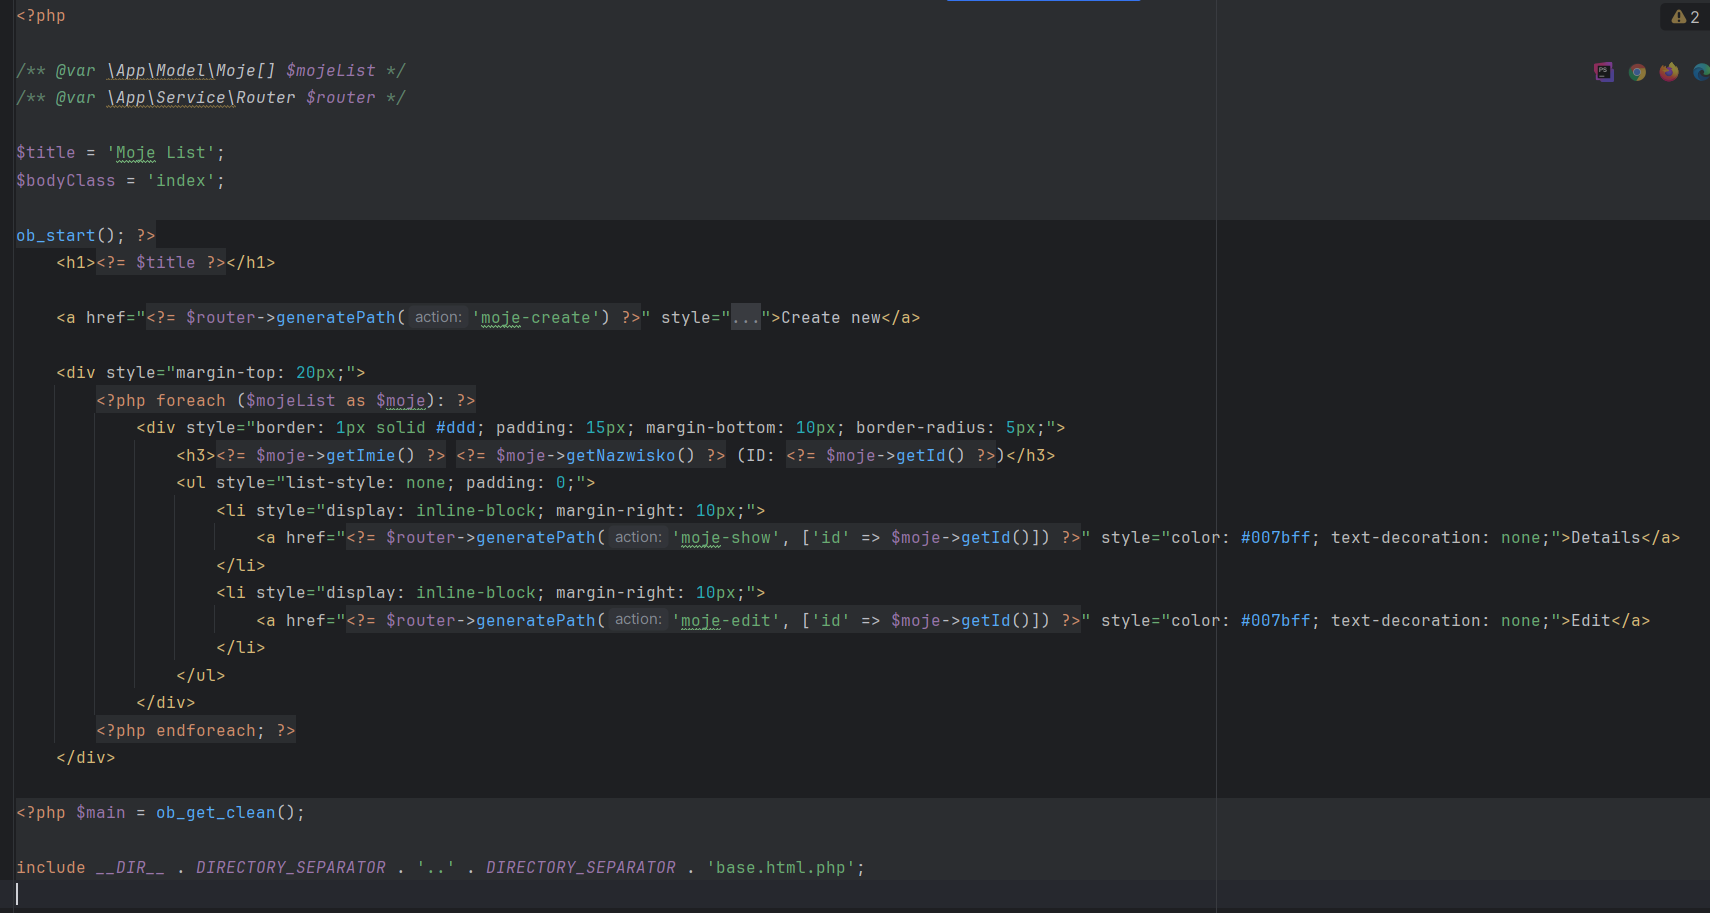 <?php
2
/** @var \App\Model\Moje[] $mojeList */
/** @var \App\Service\Router $router */
$title = 'Moje List';
$bodyClass = 'index';
ob_start(); ?>
<h1><?= $title ?></h1>
<a href="<?= $router->generatePath( action: 'moje-create') ?>" style="...">Create new</a>
<div style="margin-top: 20px;">
<?php foreach ($mojeList as $moje): ?>
<div style="border: 1px solid #ddd; padding: 15px; margin-bottom: 10px; border-radius: 5px;">
<h3><?= $moje->getImie() ?> <?= $moje->getNazwisko() ?> (ID: <?= $moje->getId() ?>)</h3>
<ul style="list-style: none; padding: 0;">
<li style="display: inline-block; margin-right: 10px;">
<a href="<?= $router->generatePath( action: 'moje-show', ['id' => $moje->getId()]) ?>" style="color: #007bff; text-decoration: none;">Details</a>
</li>
<li style="display: inline-block; margin-right: 10px;">
<a href="<?= $router->generatePath( action: 'moje-edit', ['id' => $moje->getId()]) ?>" style="color: #007bff; text-decoration: none;">Edit</a>
</li>
</ul>
</div>
<?php endforeach; ?>
</div>
<?php $main = ob_get_clean();
include __DIR__ . DIRECTORY_SEPARATOR . '..' . DIRECTORY_SEPARATOR . 'base.html.php';